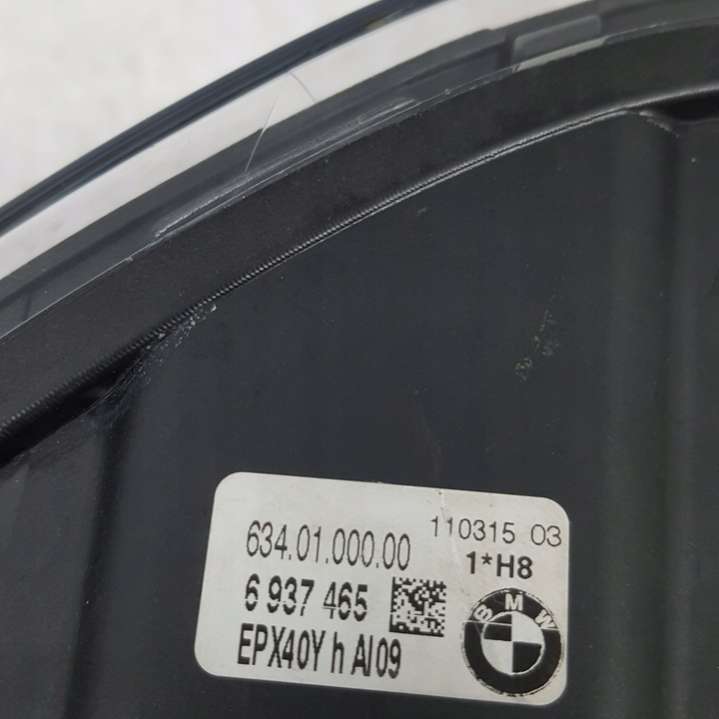 634.01.000.00 110315 03
1*H8
6 937 465
EPX40Y h AI09
BMW